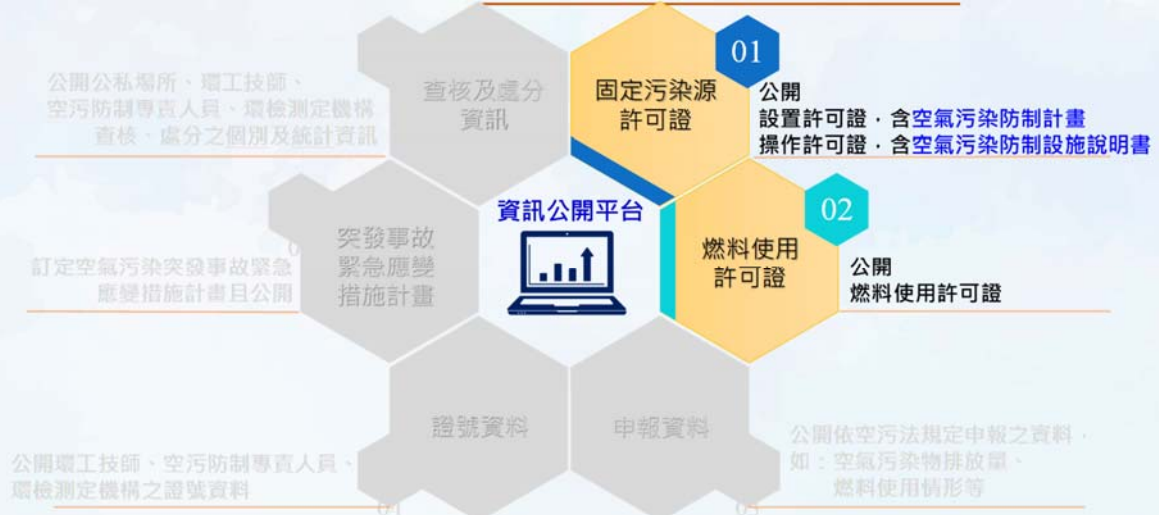 01
固定污染源
許可證
公開
設置許可證，含空氣污染防制計畫
操作許可證，含空氣污染防制設施說明書
02
燃料使用
許可證
公開
燃料使用許可證
資訊公開平台
申報資料
公開依空污法規定申報之資料，
如：空氣污染物排放量、
燃料使用情形等
03
證號資料
公開環工技師、空污防制專責人員、
環檢測定機構之證號資料
04
突發事故
緊急應變
措施計畫
訂定空氣污染突發事故緊急
應變措施計畫且公開
查核及處分
資訊
公開公私場所、環工技師、
空污防制專責人員、環檢測定機構
查核、處分之個別及統計資訊